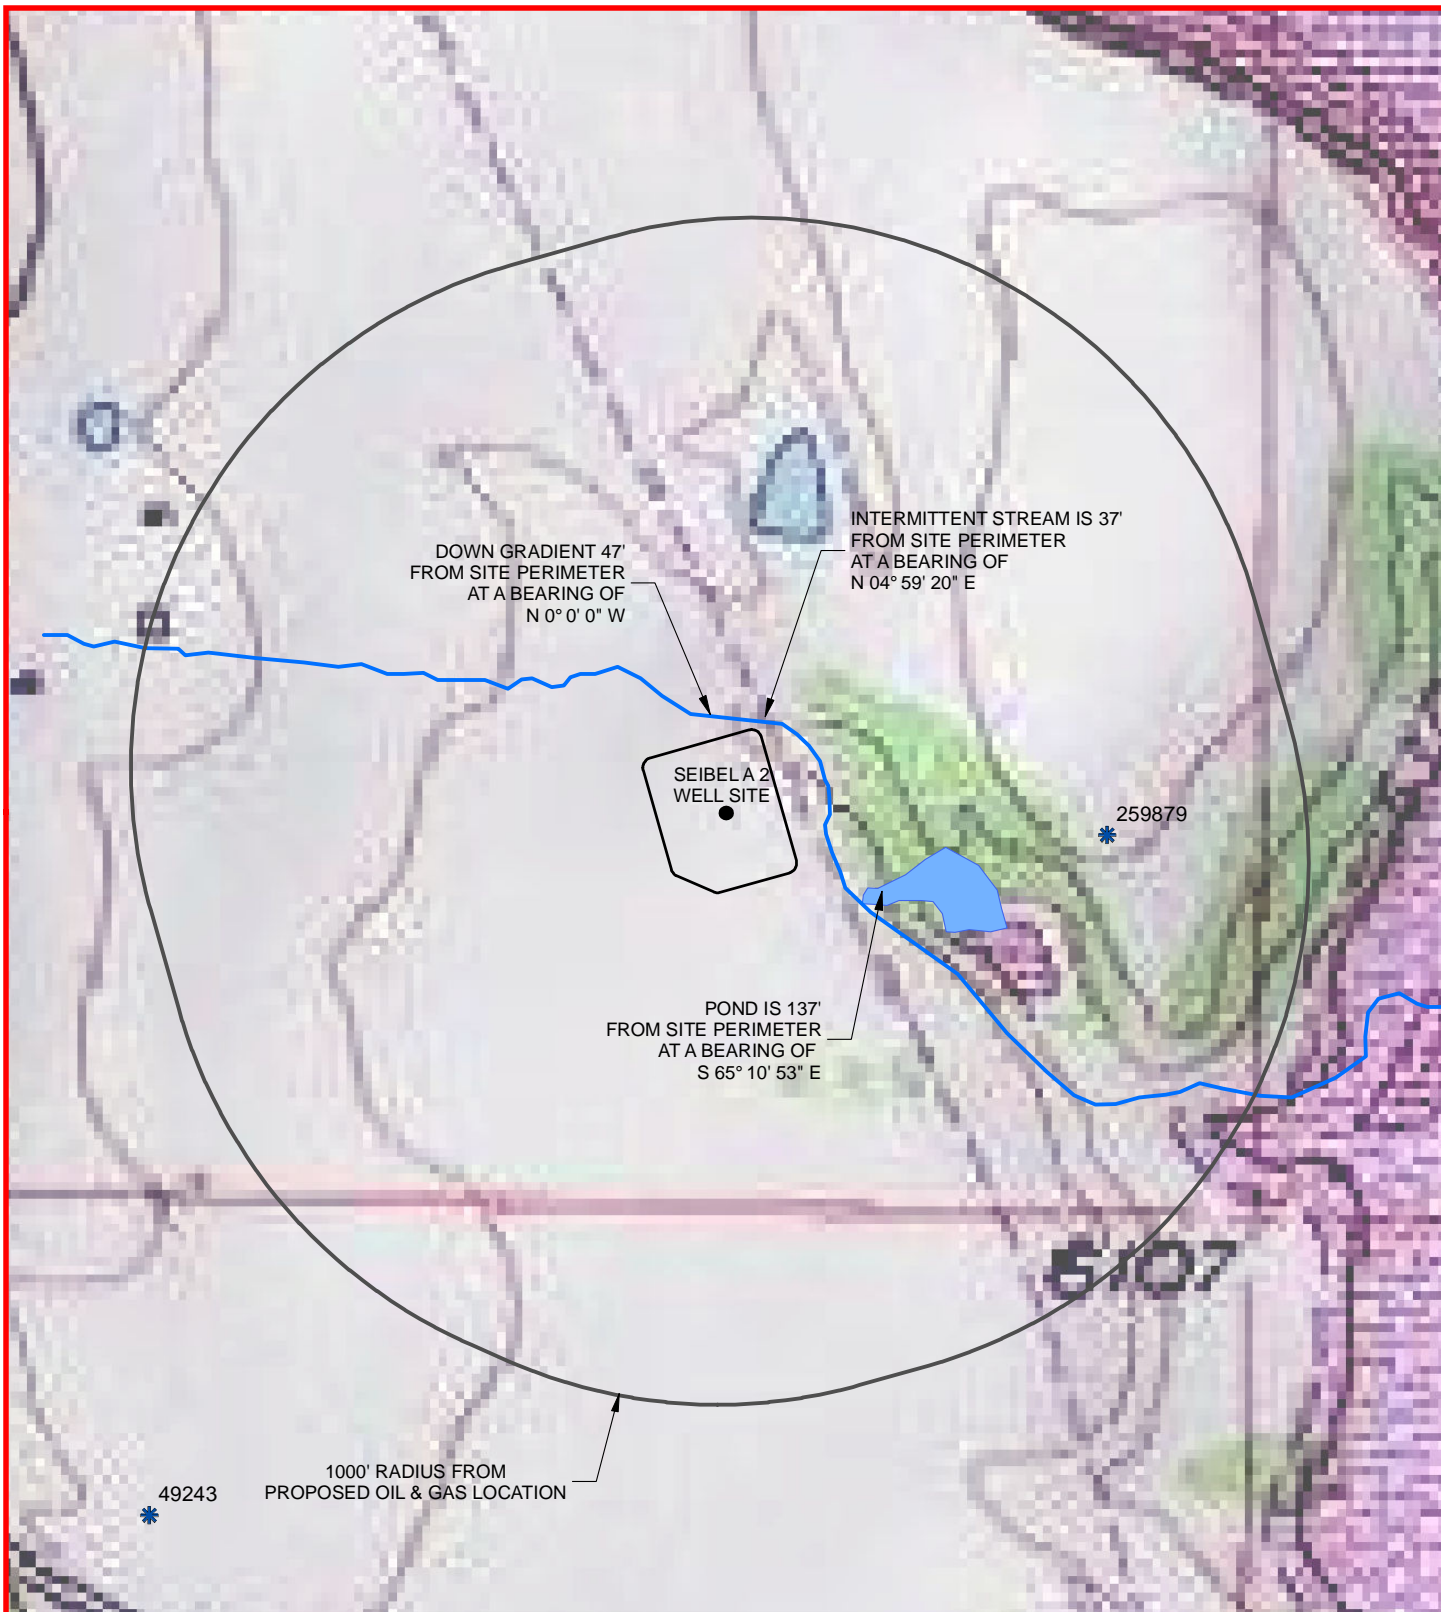 INTERMITTENT STREAM IS 37'
FROM SITE PERIMETER
AT A BEARING OF
N 04° 59' 20" E
DOWN GRADIENT 47'
FROM SITE PERIMETER
AT A BEARING OF
N 0° 0' 0" W
SEIBEL A 2
WELL SITE
259879
POND IS 137'
FROM SITE PERIMETER
AT A BEARING OF
S 65° 10' 53" E
5107
1000' RADIUS FROM
PROPOSED OIL & GAS LOCATION
49243